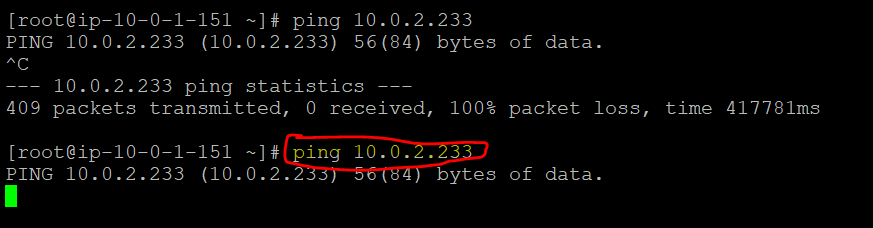 [root@ip-10-0-1-151 ~]# ping 10.0.2.233
PING 10.0.2.233 (10.0.2.233) 56(84) bytes of data.
^C
--- 10.0.2.233 ping statistics ---
409 packets transmitted, 0 received, 100% packet loss, time 417781ms
[root@ip-10-0-1-151 ~]# ping 10.0.2.233
PING 10.0.2.233 (10.0.2.233) 56(84) bytes of data.